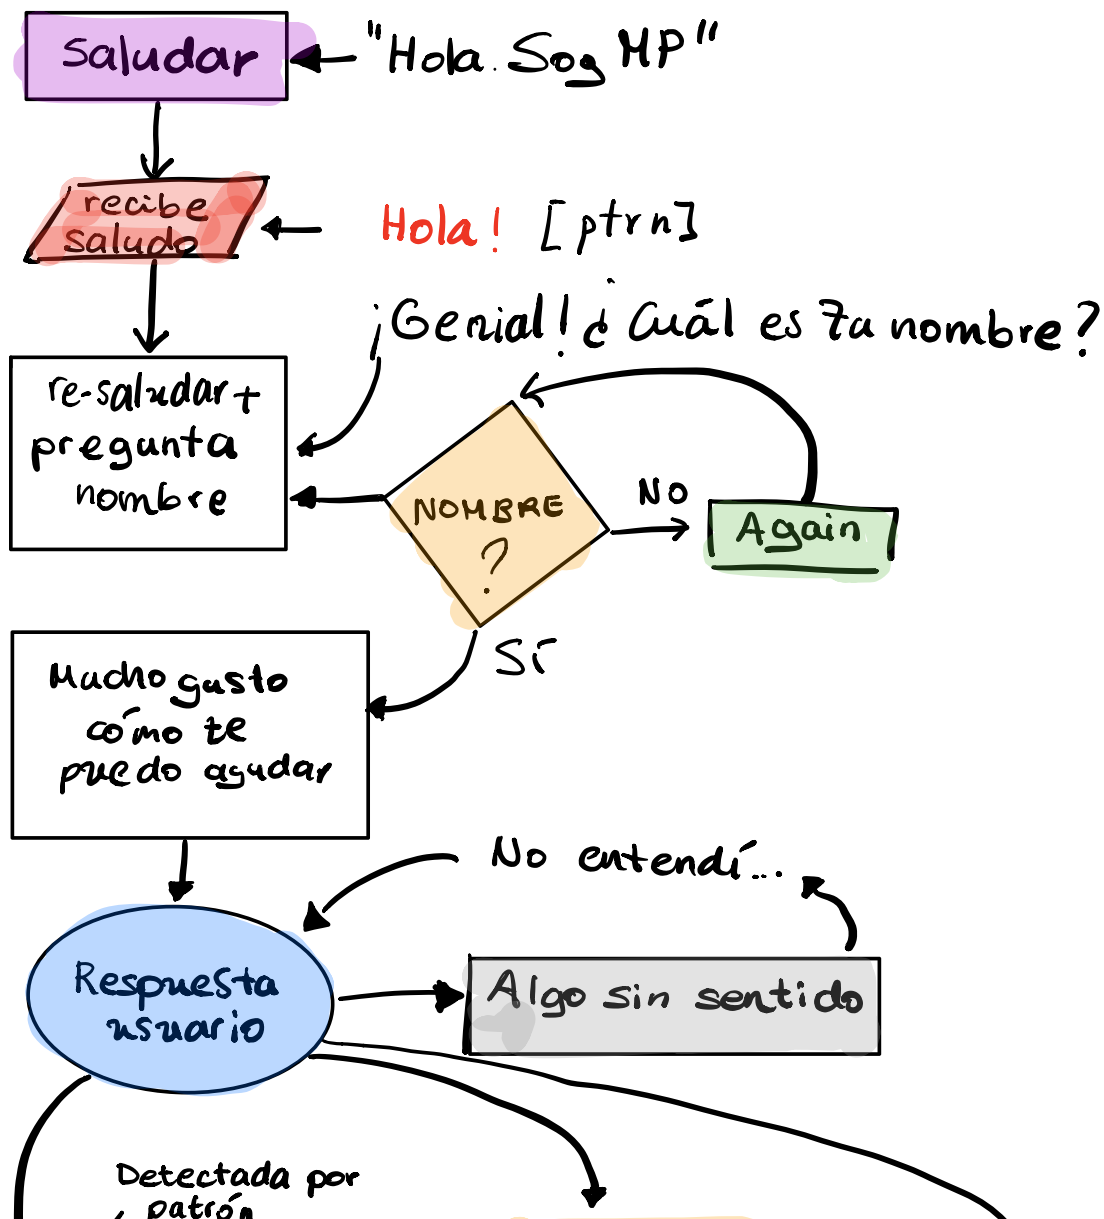 Saludar
"Hola. Soy MP"
recibe
saludo
Hola! [ptrn]
¡Genial! ¿Cuál es Tu nombre?
re-saludar +
pregunta
nombre
NOMBRE
?
NO
Again
Sí
Mucho gusto
cómo te
puedo ayudar
No entendí...
Respuesta
usuario
Algo sin sentido
Detectada por
patrón